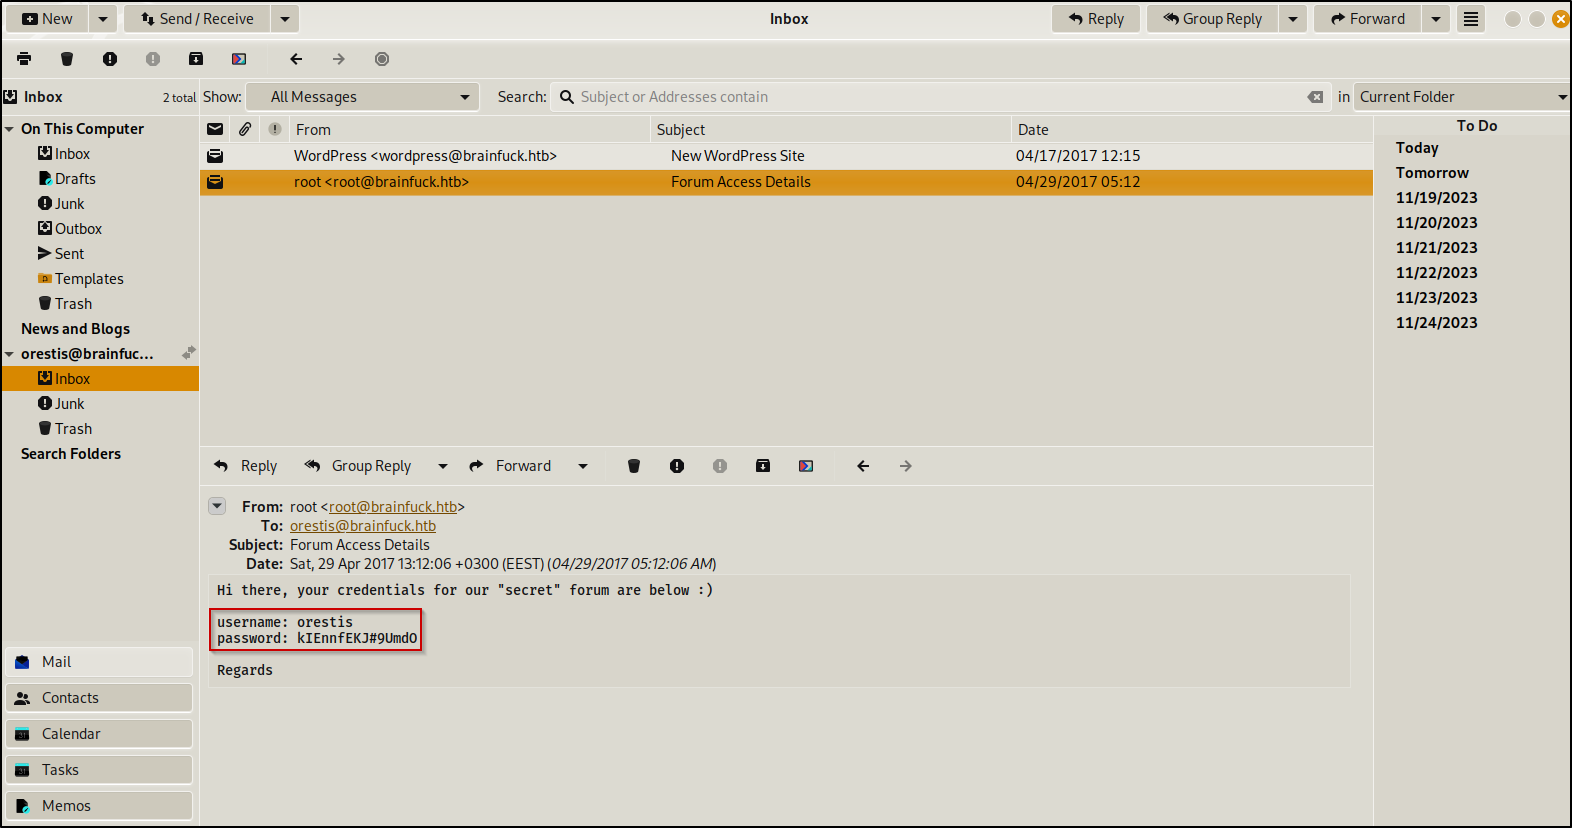 New
Send / Receive
Inbox
Reply
Group Reply
Forward
Inbox
2 total
Show:
All Messages
Search:
Subject or Addresses contain
in
Current Folder
On This Computer
Inbox
Drafts
Junk
Outbox
Sent
Templates
Trash
News and Blogs
orestis@brainfuc...
Inbox
Junk
Trash
Search Folders
From Subject Date
WordPress <wordpress@brainfuck.htb> New WordPress Site 04/17/2017 12:15
root <root@brainfuck.htb> Forum Access Details 04/29/2017 05:12
To Do
Today
Tomorrow
11/19/2023
11/20/2023
11/21/2023
11/22/2023
11/23/2023
11/24/2023
Reply
Group Reply
Forward
From: root <root@brainfuck.htb>
To: orestis@brainfuck.htb
Subject: Forum Access Details
Date: Sat, 29 Apr 2017 13:12:06 +0300 (EEST) (04/29/2017 05:12:06 AM)
Hi there, your credentials for our "secret" forum are below :)
username: orestis
password: kIEnnfEKJ#9UmdO
Regards
Mail
Contacts
Calendar
Tasks
Memos